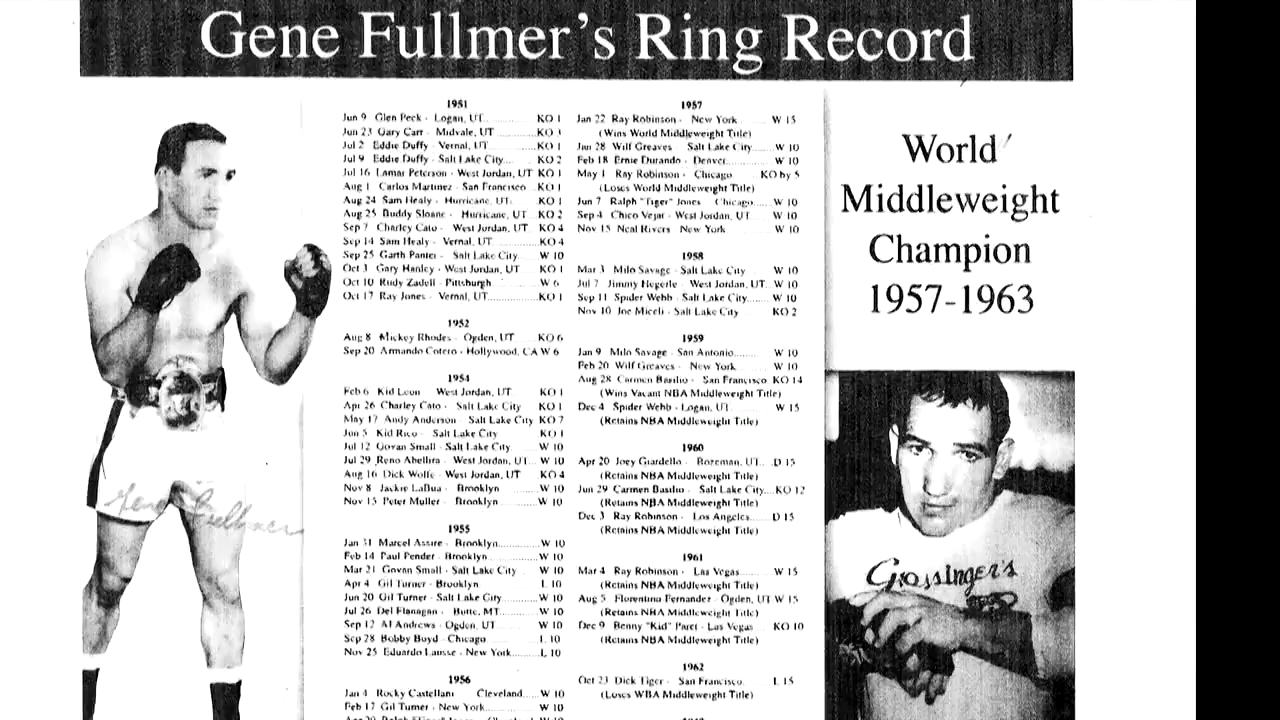 Gene Fullmer's Ring Record
1951
Jun 9 Glen Peck - Logan, UT KO 1
Jun 23 Gary Carr - Midvale, UT KO 1
Jul 2 Eddie Duffy - Vernal, UT KO 1
Jul 9 Eddie Duffy - Salt Lake City KO 2
Jul 16 Lamar Peterson - West Jordan, UT KO 1
Aug 1 Carlos Martinez - San Francisco KO 1
Aug 24 Sam Healy - Hurricane, UT KO 1
Aug 25 Buddy Sloane - Hurricane, UT KO 2
Sep 7 Charley Cato - West Jordan, UT KO 4
Sep 14 Sam Healy - Vernal, UT KO 4
Sep 25 Garth Panter - Salt Lake City W 10
Oct 3 Gary Hanley - West Jordan, UT KO 1
Oct 10 Rudy Zadell - Pittsburgh W 6
Oct 17 Ray Jones - Vernal, UT KO 1
1952
Aug 8 Mickey Rhodes - Ogden, UT KO 6
Sep 20 Armando Cotero - Hollywood, CA W 6
1954
Feb 6 Kid Leon West Jordan, UT KO 1
Apr 26 Charley Cato - Salt Lake City KO 1
May 17 Andy Anderson Salt Lake City KO 7
Jun 5 Kid Rico - Salt Lake City KO 1
Jul 12 Govan Small - Salt Lake City W 10
Jul 29 Reno Abellira - West Jordan, UT W 10
Aug 16 Dick Wolfe - West Jordan, UT KO 4
Nov 8 Jackie LaBua - Brooklyn W 10
Nov 15 Peter Muller - Brooklyn W 10
1955
Jan 31 Marcel Assire - Brooklyn W 10
Feb 14 Paul Pender - Brooklyn W 10
Mar 21 Govan Small - Salt Lake City W 10
Apr 4 Gil Turner - Brooklyn L 10
Jun 20 Gil Turner - Salt Lake City W 10
Jul 26 Del Flanagan - Butte, MT W 10
Sep 12 Al Andrews - Ogden, UT W 10
Sep 28 Bobby Boyd - Chicago L 10
Nov 25 Eduardo Lausse - New York L 10
1956
Jan 4 Rocky Castellani Cleveland W 10
Feb 17 Gil Turner - New York W 10
1957
Jan 22 Ray Robinson - New York W 15
(Wins World Middleweight Title)
Jan 28 Wilf Greaves Salt Lake City W 10
Feb 18 Ernie Durando - Denver W 10
May 1 Ray Robinson - Chicago KO by 5
(Loses World Middleweight Title)
Jun 7 Ralph "Tiger" Jones Chicago W 10
Sep 4 Chico Vejar - West Jordan, UT W 10
Nov 15 Neal Rivers New York W 10
1958
Mar 3 Milo Savage - Salt Lake City W 10
Jul 7 Jimmy Hegerle - West Jordan, UT W 10
Sep 11 Spider Webb - Salt Lake City W 10
Nov 10 Joe Miceli - Salt Lake City KO 2
1959
Jan 9 Milo Savage - San Antonio W 10
Feb 20 Wilf Greaves - New York W 10
Aug 28 Carmen Basilio - San Francisco KO 14
(Wins Vacant NBA Middleweight Title)
Dec 4 Spider Webb - Logan, UT W 15
(Retains NBA Middleweight Title)
1960
Apr 20 Joey Giardello - Bozeman, UT D 15
(Retains NBA Middleweight Title)
Jun 29 Carmen Basilio - Salt Lake City KO 12
(Retains NBA Middleweight Title)
Dec 3 Ray Robinson - Los Angeles D 15
(Retains NBA Middleweight Title)
1961
Mar 4 Ray Robinson - Las Vegas W 15
(Retains NBA Middleweight Title)
Aug 5 Florentino Fernandez - Ogden, UT W 15
(Retains NBA Middleweight Title)
Dec 9 Benny "Kid" Paret - Las Vegas KO 10
(Retains NBA Middleweight Title)
1962
Oct 23 Dick Tiger - San Francisco L 15
(Loses WBA Middleweight Title)
World
Middleweight
Champion
1957-1963
Gene Fullmer
Grossinger's